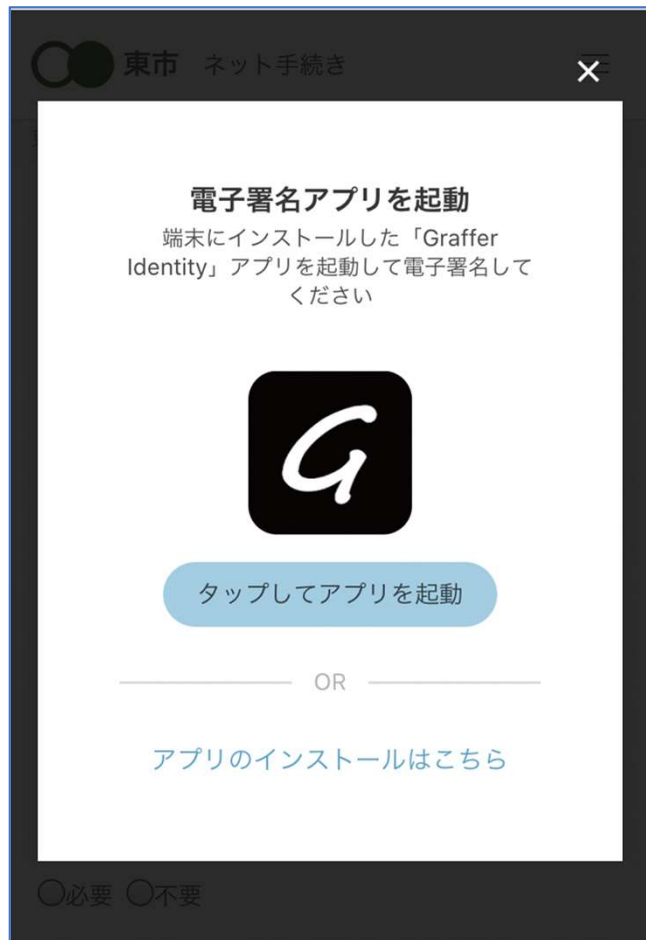 東市 ネット手続き
×
電子署名アプリを起動
端末にインストールした「Graffer
Identity」アプリを起動して電子署名して
ください
G
タップしてアプリを起動
OR
アプリのインストールはこちら
○必要 ○不要